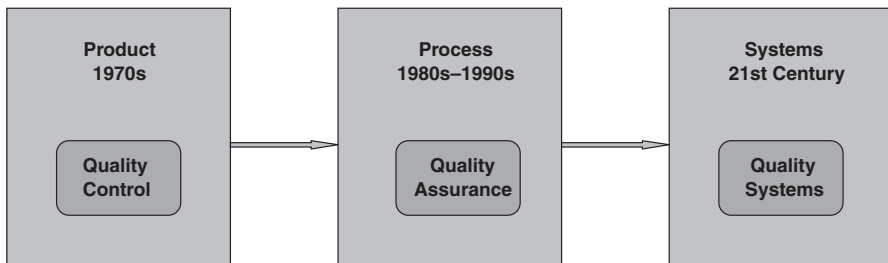 Product
1970s
Quality
Control
Process
1980s–1990s
Quality
Assurance
Systems
21st Century
Quality
Systems